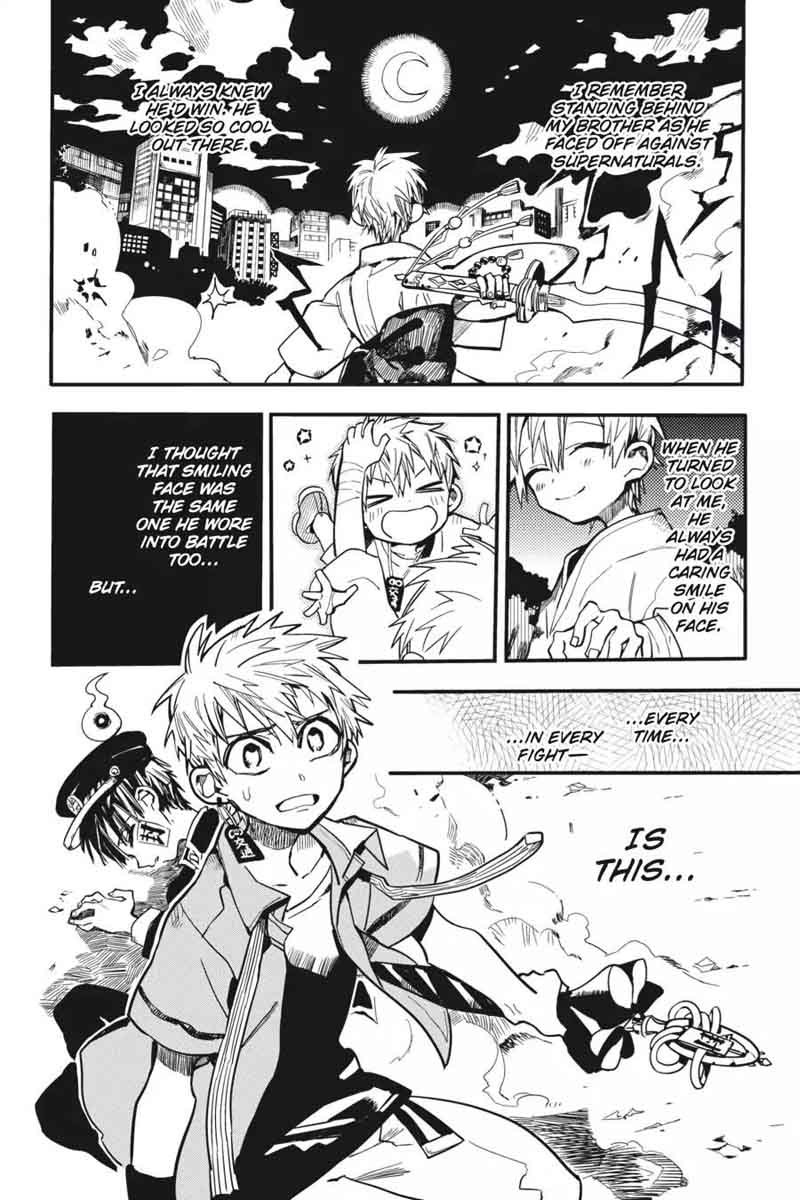 I REMEMBER
STANDING BEHIND
MY BROTHER AS HE
FACED OFF AGAINST
SUPERNATURALS.
I ALWAYS KNEW
HE'D WIN. HE
LOOKED SO COOL
OUT THERE.
WHEN HE
TURNED
TO LOOK
AT ME,
HE
ALWAYS
HAD A
CARING
SMILE
ON HIS
FACE.
I THOUGHT
THAT SMILING
FACE WAS
THE SAME
ONE HE WORE
INTO BATTLE
TOO...
BUT...
...EVERY
TIME...
...IN EVERY
FIGHT—
IS
THIS...
封